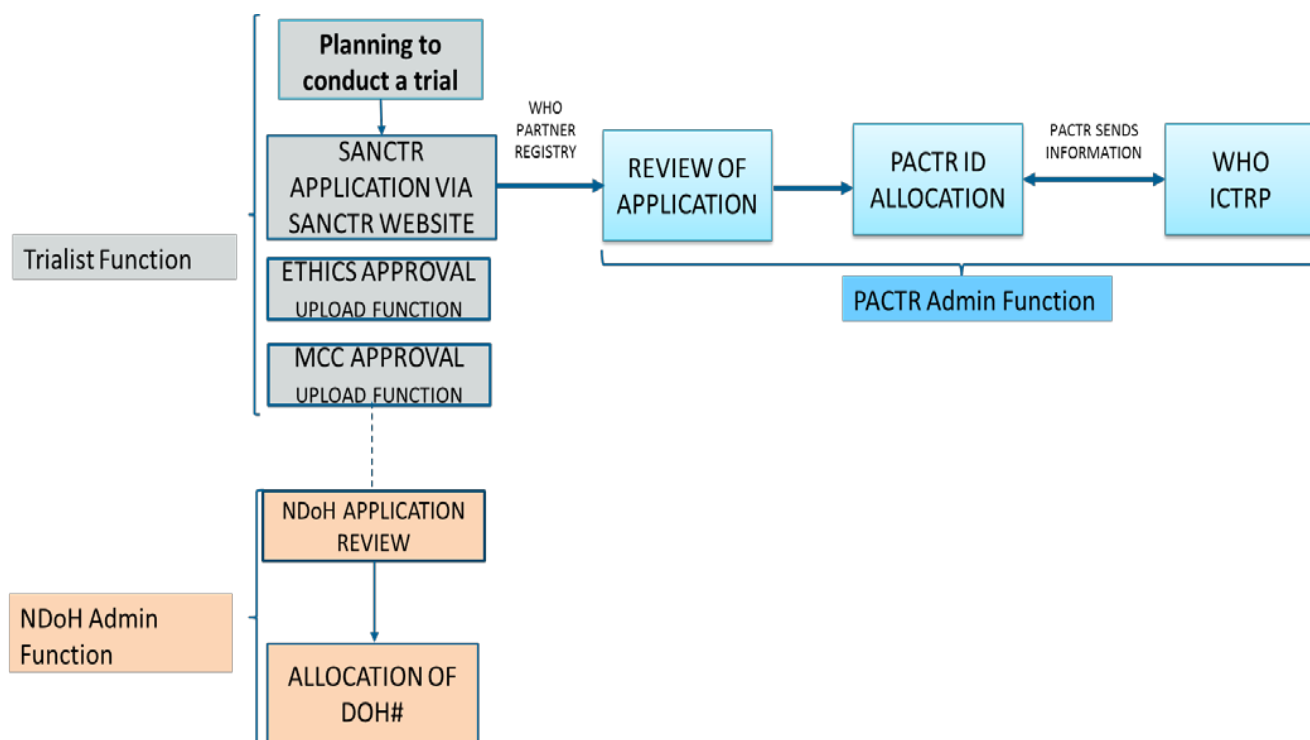 Planning to
conduct a trial
SANCTR
APPLICATION VIA
SANCTR WEBSITE
WHO
PARTNER
REGISTRY
REVIEW OF
APPLICATION
PACTR ID
ALLOCATION
PACTR SENDS
INFORMATION
WHO
ICTRP
Trialist Function
ETHICS APPROVAL
UPLOAD FUNCTION
PACTR Admin Function
MCC APPROVAL
UPLOAD FUNCTION
NDoH APPLICATION
REVIEW
NDoH Admin
Function
ALLOCATION OF
DOH#